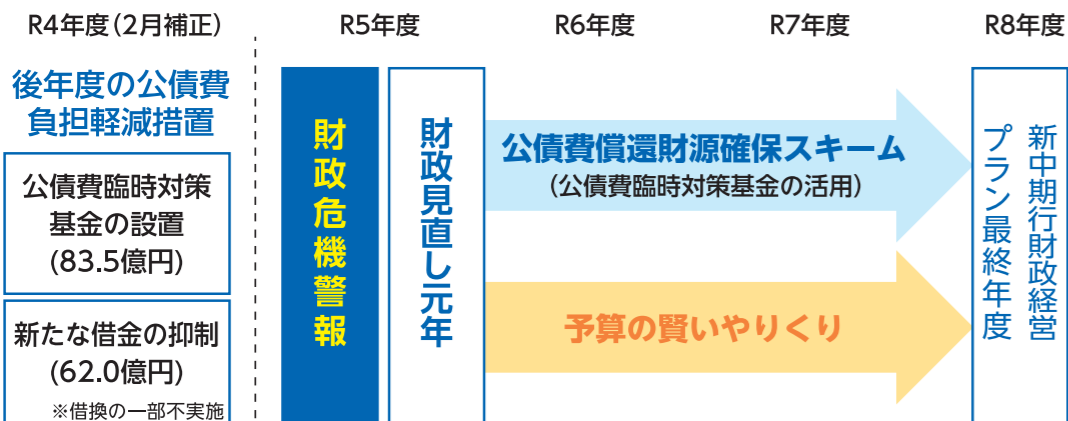 R4年度(2月補正)
R5年度
R6年度
R7年度
R8年度
後年度の公債費
負担軽減措置
公債費臨時対策
基金の設置
(83.5億円)
新たな借金の抑制
(62.0億円)
※借換の一部不実施
財政危機警報
財政見直し元年
公債費償還財源確保スキーム
(公債費臨時対策基金の活用)
予算の賢いやりくり
新中期行財政経営
プラン最終年度